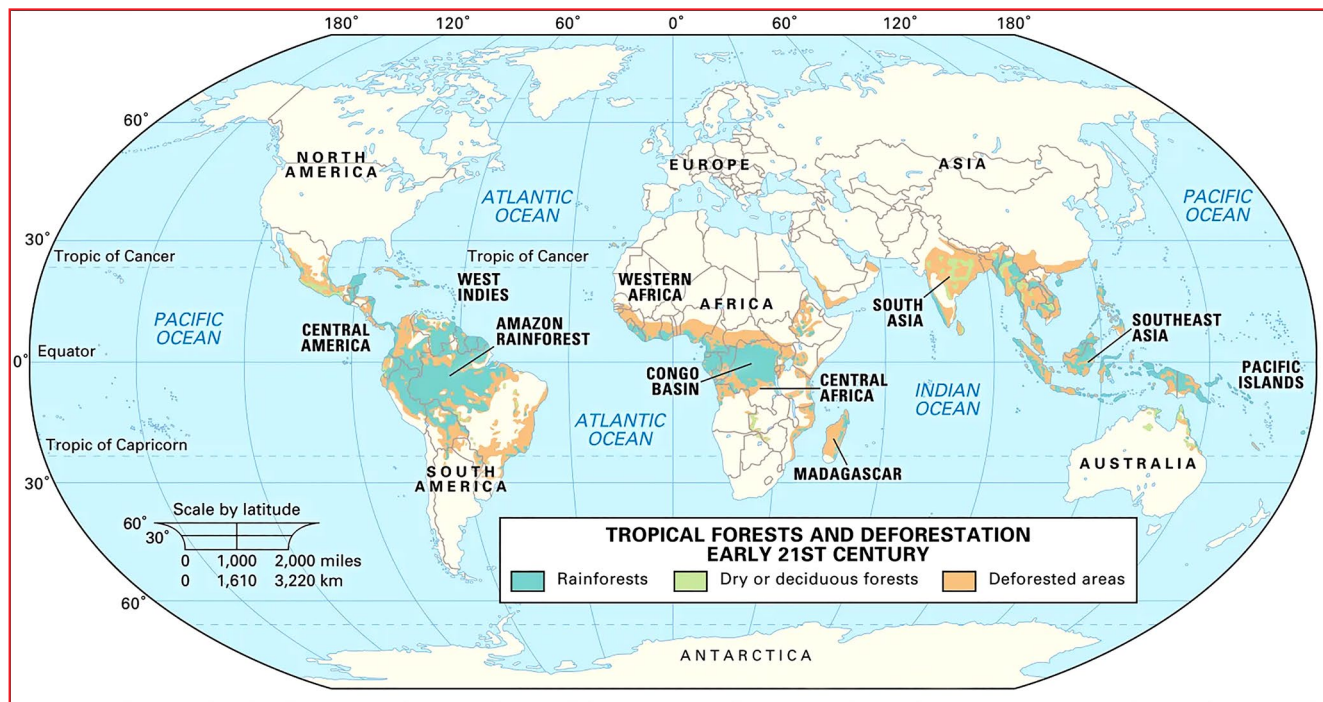 180° 120° 60° 0° 60° 120° 180°
60°
NORTH
AMERICA
EUROPE
ASIA
ATLANTIC
OCEAN
PACIFIC
OCEAN
30°
Tropic of Cancer
Tropic of Cancer
WEST
INDIES
WESTERN
AFRICA
AFRICA
SOUTH
ASIA
PACIFIC
OCEAN
CENTRAL
AMERICA
AMAZON
RAINFOREST
SOUTHEAST
ASIA
0°
Equator
CONGO
BASIN
CENTRAL
AFRICA
INDIAN
OCEAN
PACIFIC
ISLANDS
ATLANTIC
OCEAN
Tropic of Capricorn
SOUTH
AMERICA
MADAGASCAR
AUSTRALIA
30°
Scale by latitude
60°
30°
0 1,000 2,000 miles
0 1,610 3,220 km
TROPICAL FORESTS AND DEFORESTATION
EARLY 21ST CENTURY
Rainforests Dry or deciduous forests Deforested areas
60°
ANTARCTICA